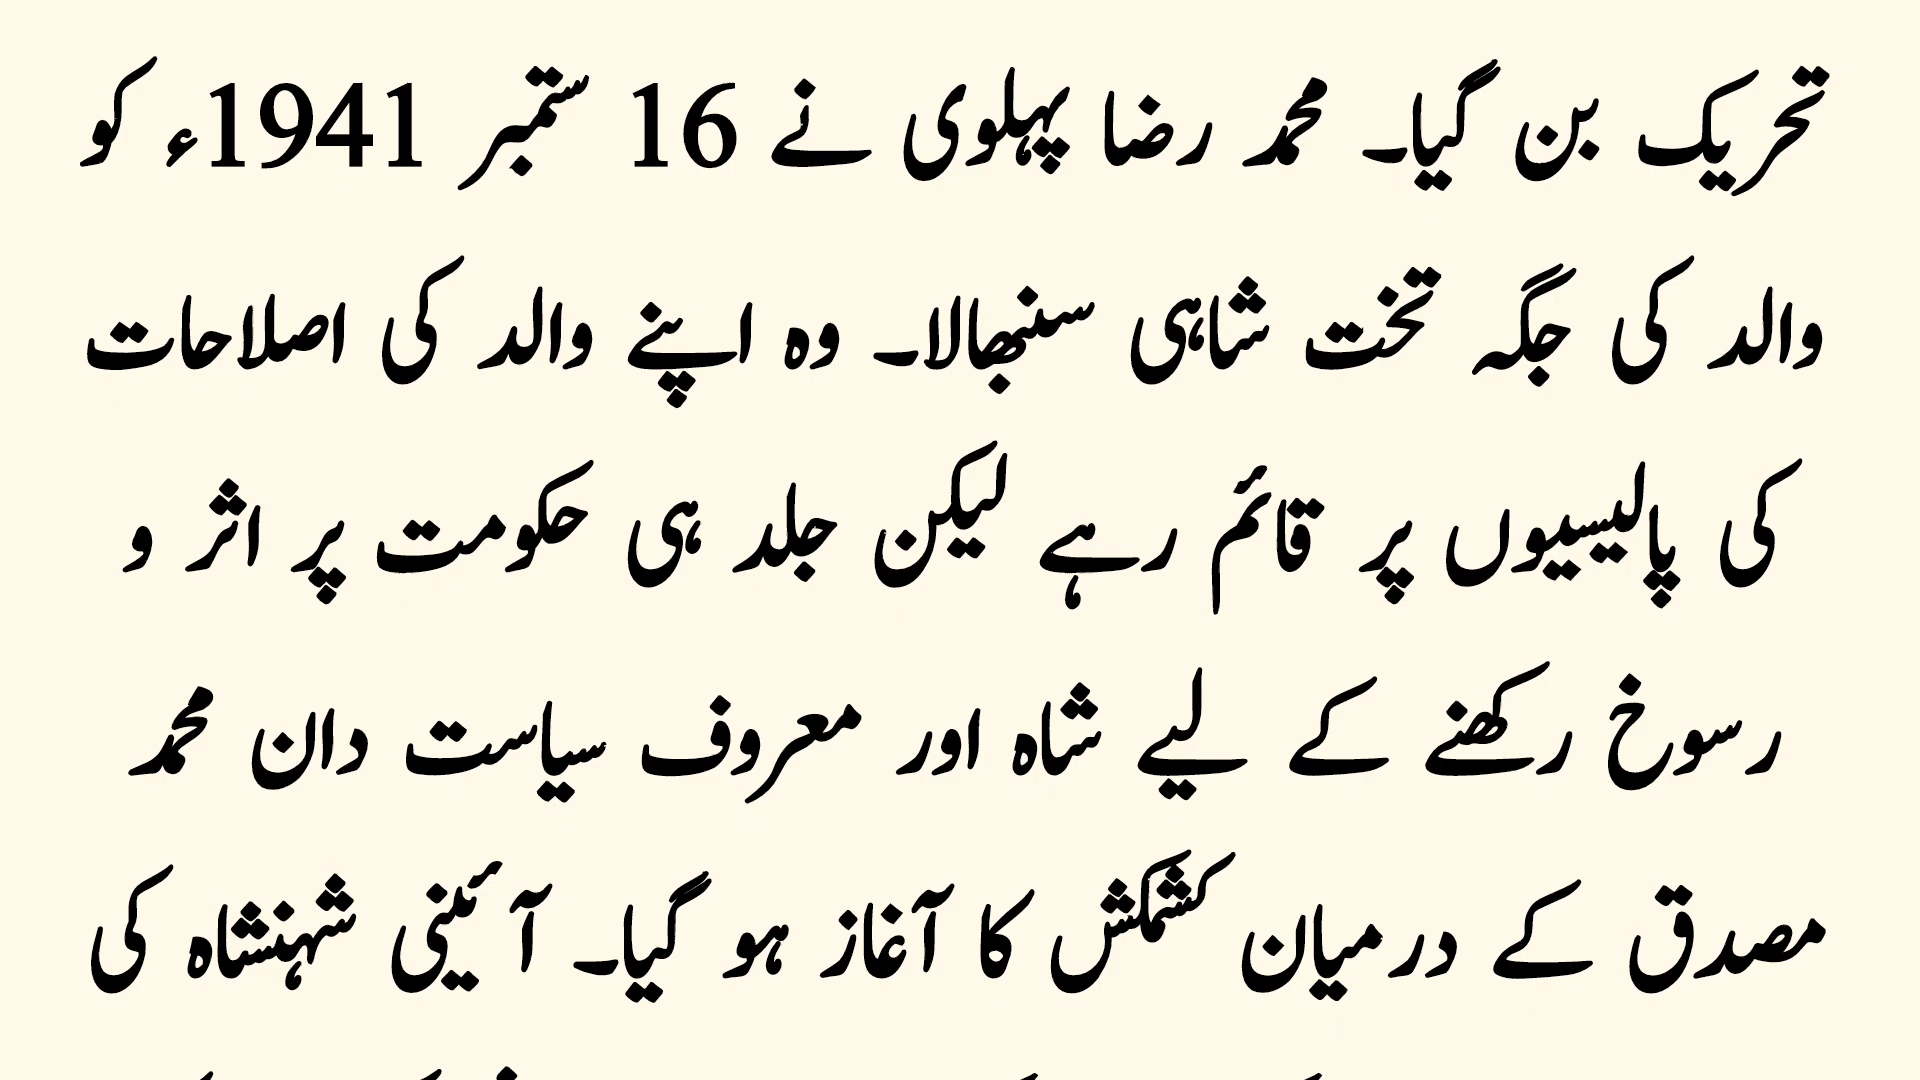 تحریک بن گیا۔ محمد رضا پہلوی نے 16 ستمبر 1941ء کو
والد کی جگہ تخت شاہی سنبھالا۔ وہ اپنے والد کی اصلاحات
کی پالیسیوں پر قائم رہے لیکن جلد ہی حکومت پر اثر و
رسوخ رکھنے کے لیے شاہ اور معروف سیاست دان محمد
مصدق کے درمیان کشمکش کا آغاز ہو گیا۔ آئینی شہنشاہ کی